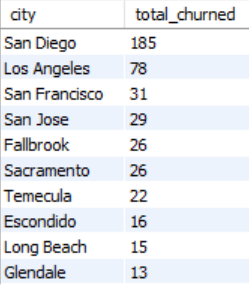 city total_churned
San Diego 185
Los Angeles 78
San Francisco 31
San Jose 29
Fallbrook 26
Sacramento 26
Temecula 22
Escondido 16
Long Beach 15
Glendale 13